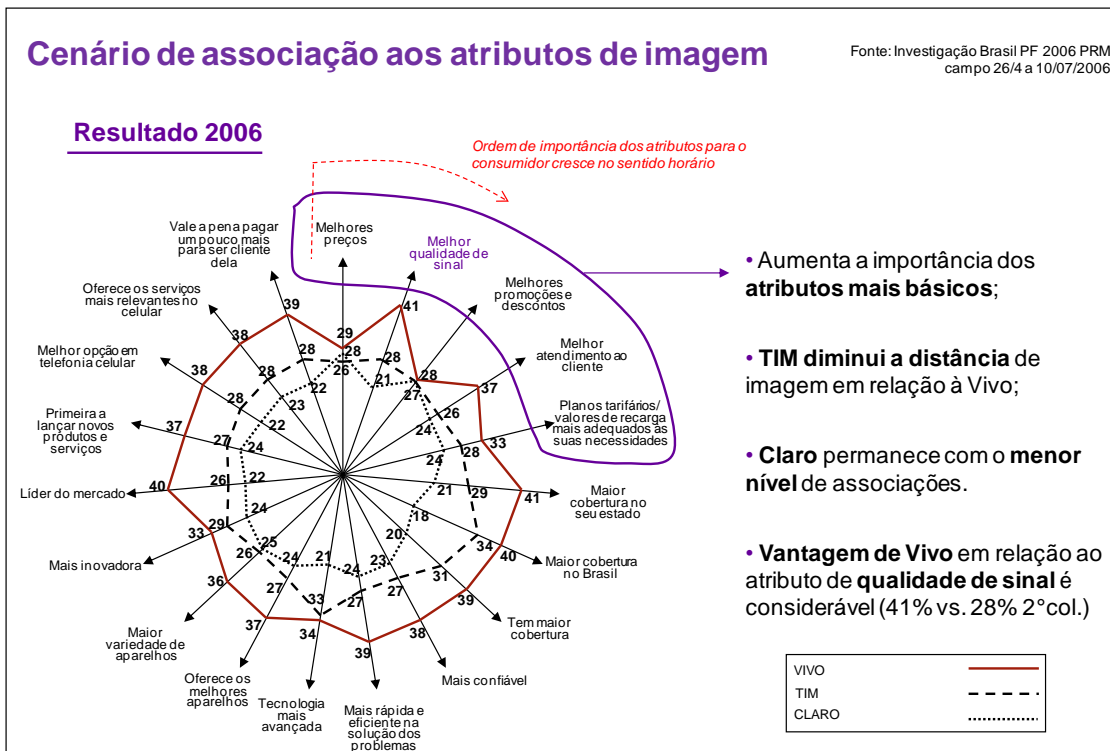 Cenário de associação aos atributos de imagem
Fonte: Investigação Brasil PF 2006 PRM
campo 26/4 a 10/07/2006
Resultado 2006
Ordem de importância dos atributos para o
consumidor cresce no sentido horário
Melhores
preços
Melhor
qualidade de
sinal
Melhores
promoções e
descontos
Melhor
atendimento ao
cliente
Planos tarifários/
valores de recarga
mais adequados às
suas necessidades
Maior
cobertura no
seu estado
Maior cobertura
no Brasil
Tem maior
cobertura
Mais confiável
Mais rápida e
eficiente na
solução dos
problemas
Tecnologia
mais
avançada
Oferece os
melhores
aparelhos
Maior
variedade de
aparelhos
Mais inovadora
Líder do mercado
Primeira a
lançar novos
produtos e
serviços
Melhor opção em
telefonia celular
Oferece os serviços
mais relevantes no
celular
Vale a pena pagar
um pouco mais
para ser cliente
dela
29
28
26
41
28
21
28
27
37
26
24
33
28
24
41
29
21
40
34
18
39
31
20
38
27
23
39
27
24
34
33
21
37
27
24
36
26
25
33
29
24
40
26
22
37
27
24
38
28
22
38
28
23
39
28
22
• Aumenta a importância dos
atributos mais básicos;
• TIM diminui a distância de
imagem em relação à Vivo;
• Claro permanece com o menor
nível de associações.
• Vantagem de Vivo em relação ao
atributo de qualidade de sinal é
considerável (41% vs. 28% 2°col.)
VIVO
TIM
CLARO